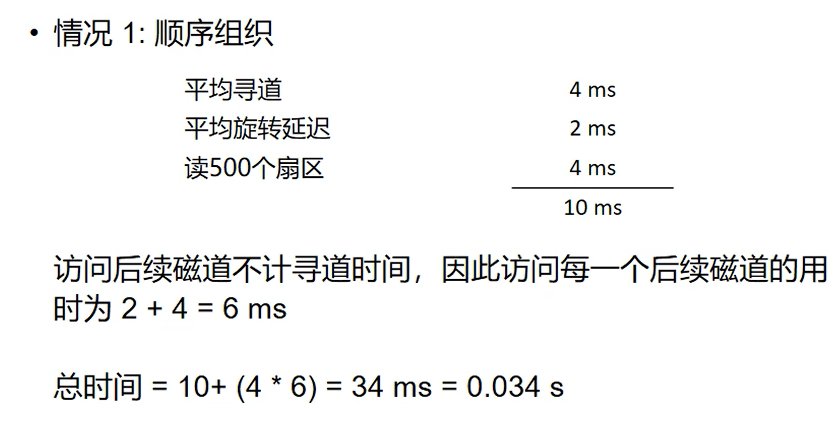 • 情况 1: 顺序组织
平均寻道 4 ms
平均旋转延迟 2 ms
读500个扇区 4 ms
10 ms
访问后续磁道不计寻道时间，因此访问每一个后续磁道的用
时为 2 + 4 = 6 ms
总时间 = 10+ (4 * 6) = 34 ms = 0.034 s